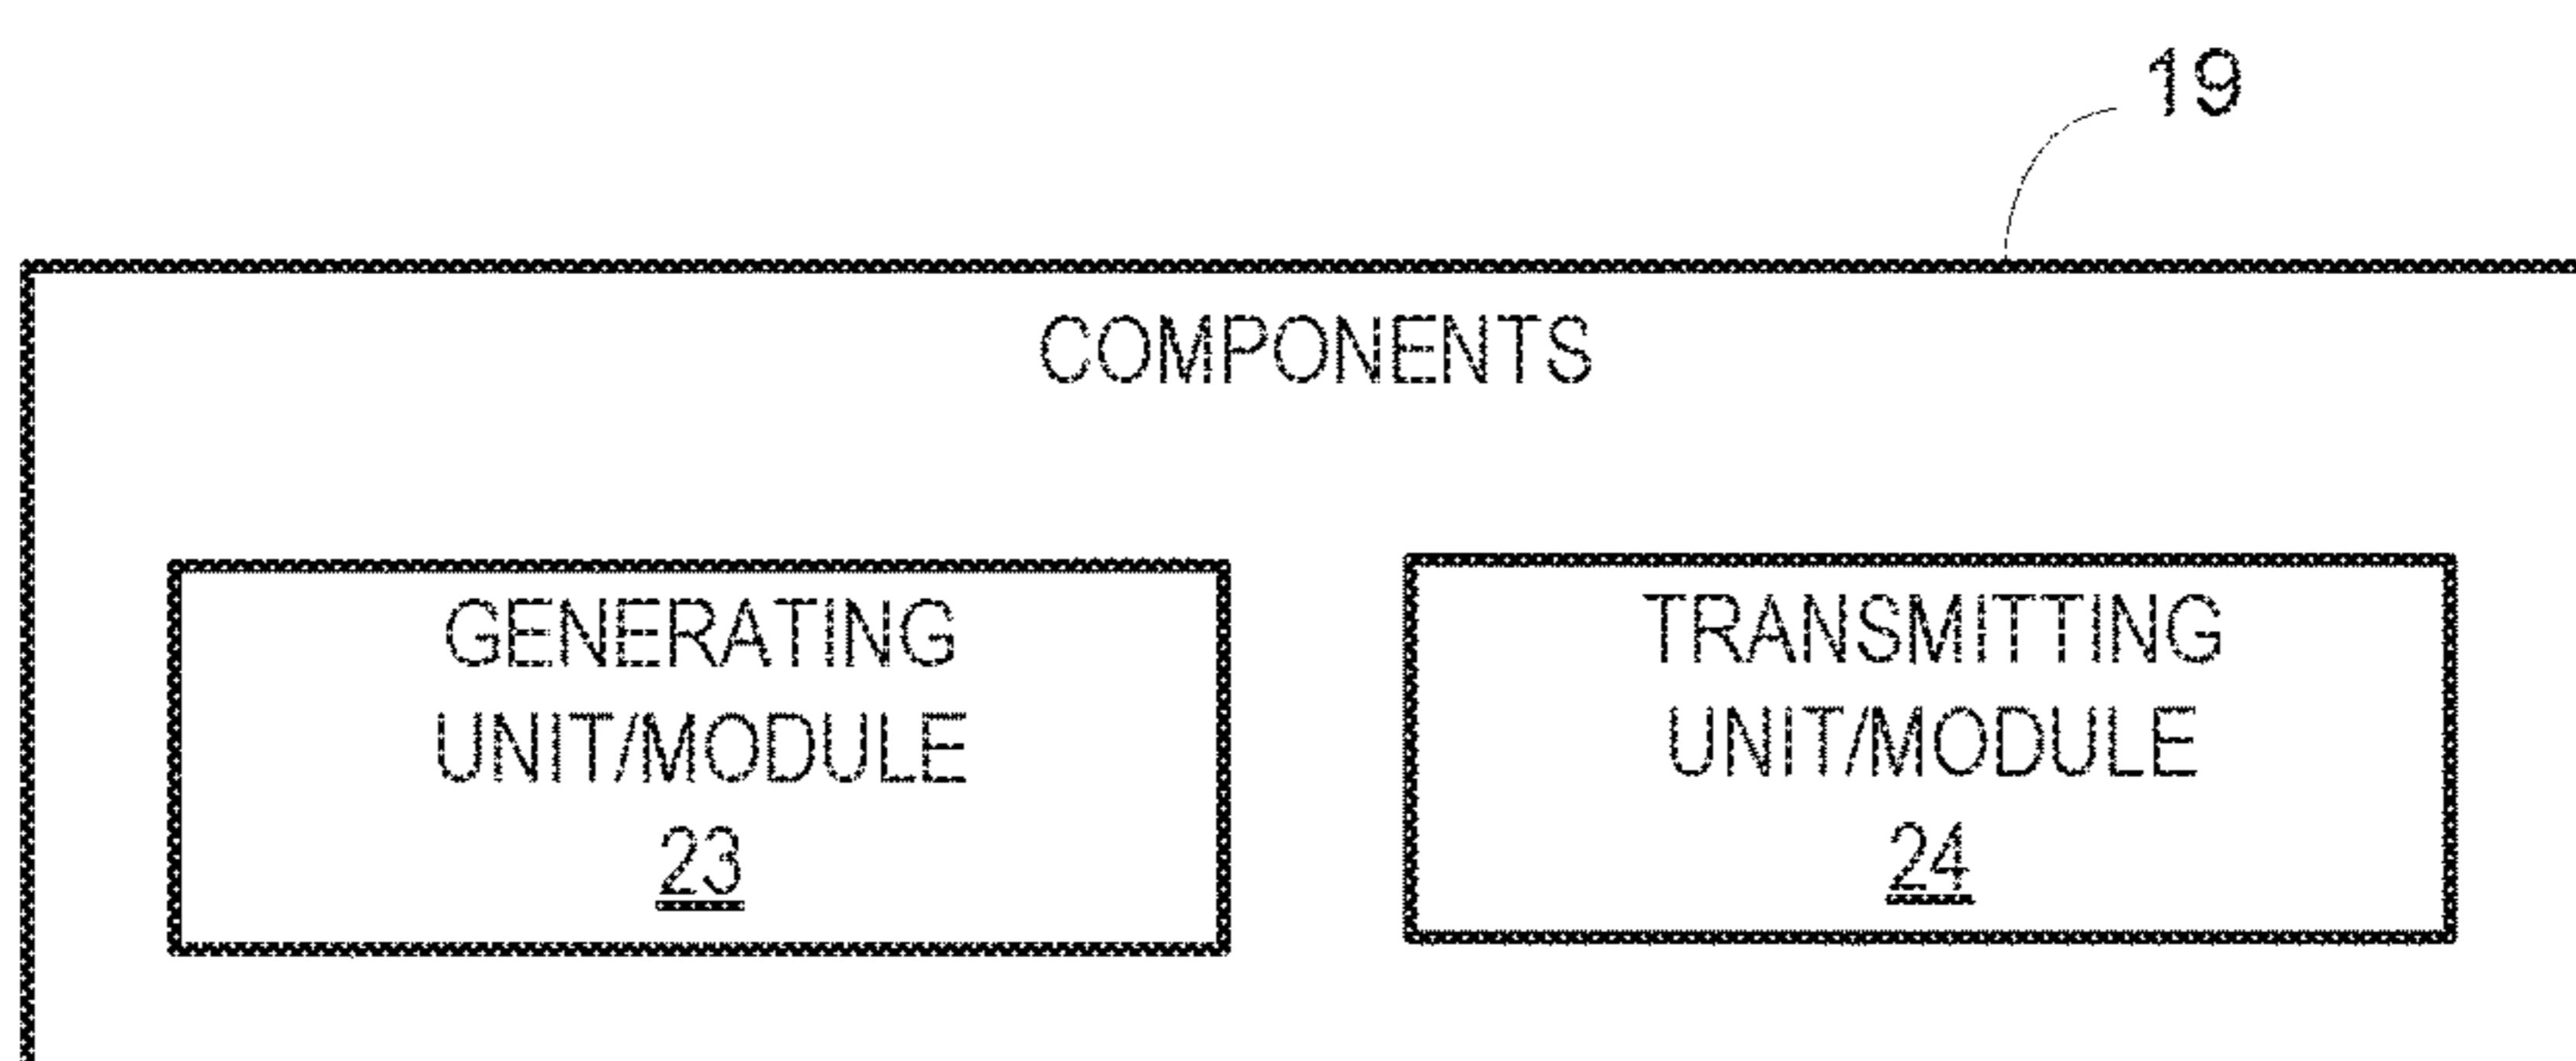 19
COMPONENTS
GENERATING
UNIT/MODULE
23
TRANSMITTING
UNIT/MODULE
24